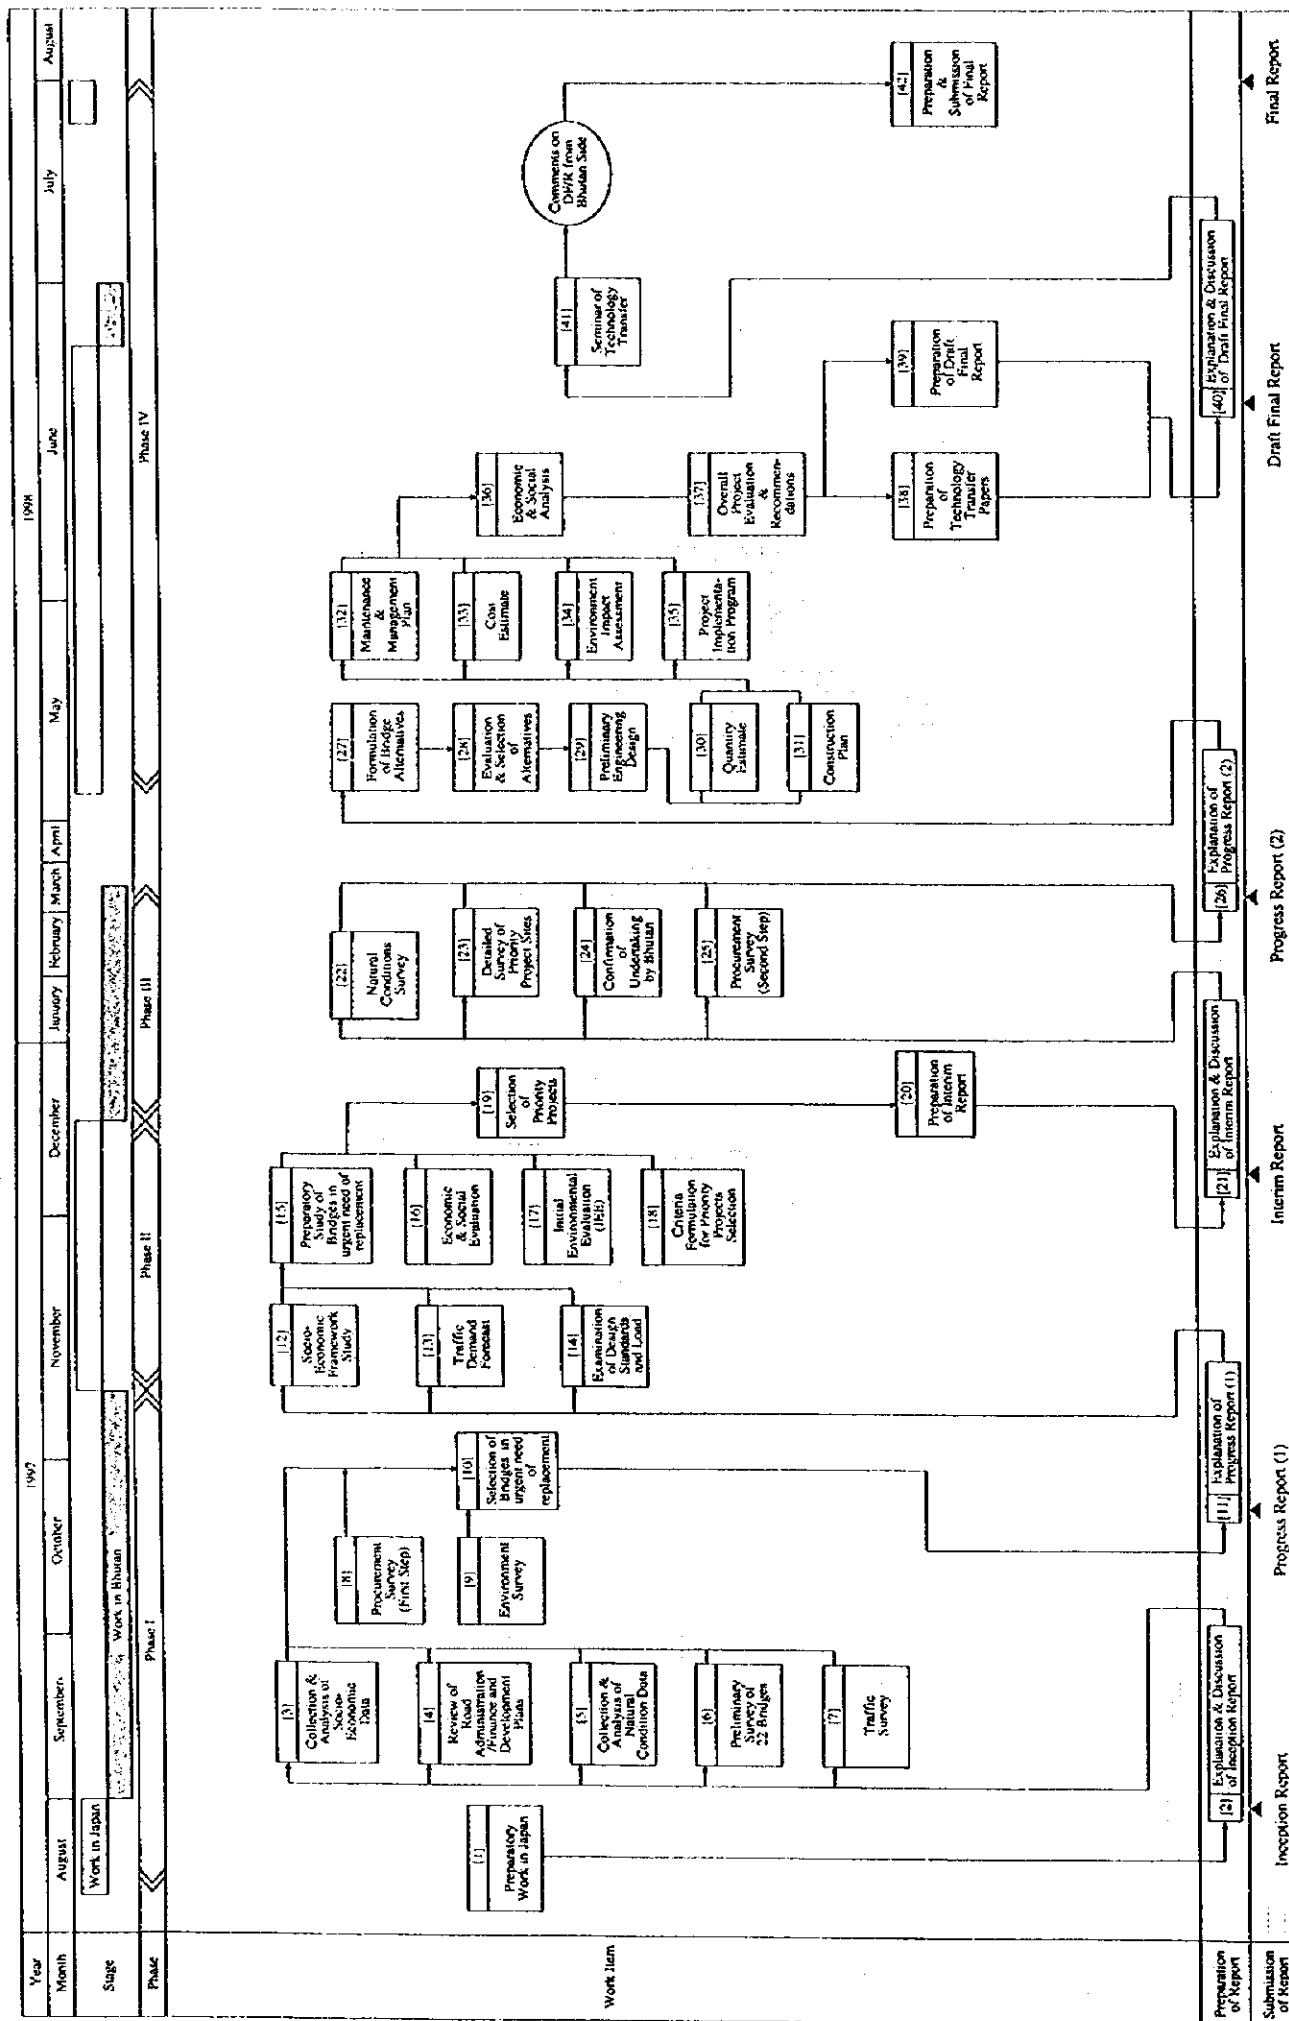 Year
1997
1998
Month
August
September
October
November
December
January
February
March
April
May
June
July
August
Stage
Work in Japan
Work in Bhutan
Phase
Phase I
Phase II
Phase III
Phase IV
Work Item
[1]
Preparatory
Work in Japan
[3]
Collection &
Analysis of
Socio-
Economic
Data
[4]
Review of
Road
Administration
/Finance and
Development
Plans
[5]
Collection &
Analysis of
Natural
Condition Data
[6]
Preliminary
Survey of
22 Bridges
[7]
Traffic
Survey
[8]
Procurement
Survey
(First Step)
[9]
Environment
Survey
[10]
Selection of
Bridges in
urgent need
of
replacement
[12]
Socio-
Economic
Framework
Study
[13]
Traffic
Demand
Forecast
[14]
Examination
of Design
Standards
and Load
[15]
Preparatory
Study of
Bridges in
urgent need of
replacement
[16]
Economic
& Social
Evaluation
[17]
Initial
Environmental
Evaluation
(IEE)
[18]
Criteria
Formulation
for Priority
Projects
Selection
[19]
Selection
of
Priority
Projects
[20]
Preparation
of Interim
Report
[22]
Natural
Conditions
Survey
[23]
Detailed
Survey of
Priority
Project Sites
[24]
Confirmation
of
Undertaking
by Bhutan
[25]
Procurement
Survey
(Second Step)
[27]
Formulation
of Bridge
Alternatives
[28]
Evaluation
& Selection
of
Alternatives
[29]
Preliminary
Engineering
Design
[30]
Quantity
Estimate
[31]
Construction
Plan
[32]
Maintenance
&
Management
Plan
[33]
Cost
Estimate
[34]
Environment
Impact
Assessment
[35]
Project
Implementa-
tion Program
[36]
Economic
& Social
Analysis
[37]
Overall
Project
Evaluation
&
Recommen-
dations
[38]
Preparation
of
Technology
Transfer
Papers
[39]
Preparation
of Draft
Final
Report
[41]
Seminar of
Technology
Transfer
Comments on
DF/R from
Bhutan Side
[42]
Preparation
&
Submission
of Final
Report
Preparation
of Report
[2] Explanation & Discussion
of Inception Report
[11] Explanation of
Progress Report (1)
[21] Explanation & Discussion
of Interim Report
[26] Explanation of
Progress Report (2)
[40] Explanation & Discussion
of Draft Final Report
Submission
of Report
Inception Report
Progress Report (1)
Interim Report
Progress Report (2)
Draft Final Report
Final Report